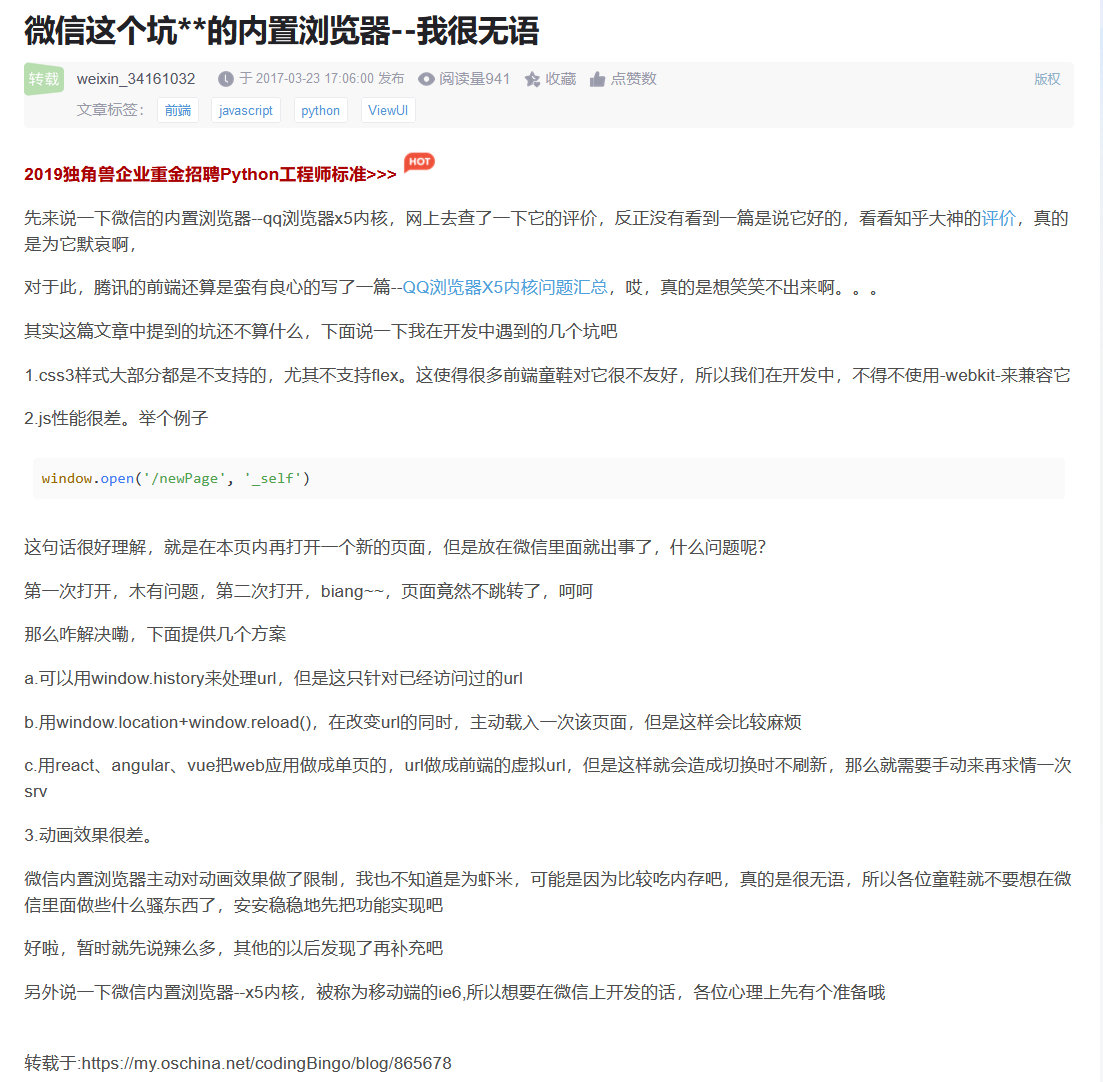 微信这个坑**的内置浏览器--我很无语
转载 weixin_34161032 于 2017-03-23 17:06:00 发布 阅读量941 收藏 点赞数 版权
文章标签： 前端 javascript python ViewUI
2019独角兽企业重金招聘Python工程师标准>>> HOT
先来说一下微信的内置浏览器--qq浏览器x5内核，网上去查了一下它的评价，反正没有看到一篇是说它好的，看看知乎大神的评价，真的
是为它默哀啊，
对于此，腾讯的前端还算是蛮有良心的写了一篇--QQ浏览器X5内核问题汇总，哎，真的是想笑笑不出来啊。。。
其实这篇文章中提到的坑还不算什么，下面说一下我在开发中遇到的几个坑吧
1.css3样式大部分都是不支持的，尤其不支持flex。这使得很多前端童鞋对它很不友好，所以我们在开发中，不得不使用-webkit-来兼容它
2.js性能很差。举个例子
window.open('/newPage', '_self')
这句话很好理解，就是在本页内再打开一个新的页面，但是放在微信里面就出事了，什么问题呢？
第一次打开，木有问题，第二次打开，biang~~，页面竟然不跳转了，呵呵
那么咋解决嘞，下面提供几个方案
a.可以用window.history来处理url，但是这只针对已经访问过的url
b.用window.location+window.reload()，在改变url的同时，主动载入一次该页面，但是这样会比较麻烦
c.用react、angular、vue把web应用做成单页的，url做成前端的虚拟url，但是这样就会造成切换时不刷新，那么就需要手动来再求情一次
srv
3.动画效果很差。
微信内置浏览器主动对动画效果做了限制，我也不知道是为虾米，可能是因为比较吃内存吧，真的是很无语，所以各位童鞋就不要想在微
信里面做些什么骚东西了，安安稳稳地先把功能实现吧
好啦，暂时就先说辣么多，其他的以后发现了再补充吧
另外说一下微信内置浏览器--x5内核，被称为移动端的ie6,所以想要在微信上开发的话，各位心理上先有个准备哦
转载于:https://my.oschina.net/codingBingo/blog/865678